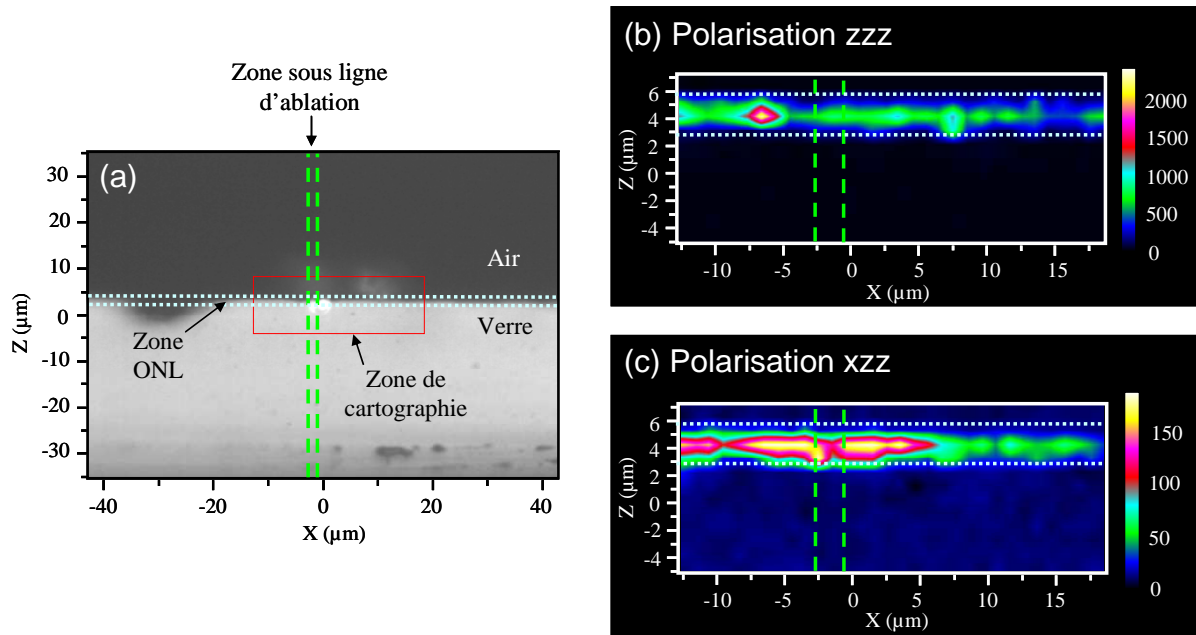 Zone sous ligne
d'ablation
(a)
30
20
10
0
-10
-20
-30
Z (µm)
Air
Verre
Zone
ONL
Zone de
cartographie
-40
-20
0
20
40
X (µm)
(b) Polarisation zzz
6
4
2
0
-2
-4
Z (µm)
-10
-5
0
5
10
15
X (µm)
2000
1500
1000
500
0
(c) Polarisation xzz
6
4
2
0
-2
-4
Z (µm)
-10
-5
0
5
10
15
X (µm)
150
100
50
0